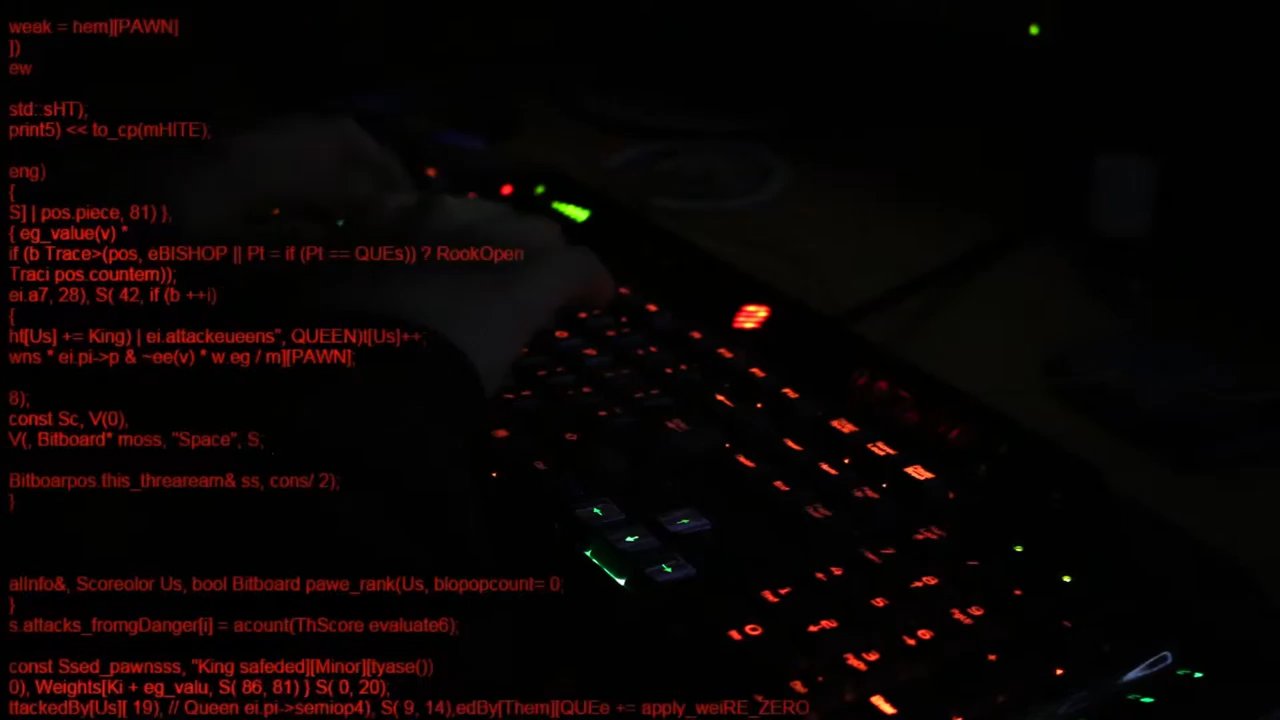 weak = hem][PAWN]
])
ew
std::sHT),
print5) << to_cp(mHITE);
eng)
{
S] | pos.piece, 81) },
{ eg_value(v) *
if (b Trace>(pos, eBISHOP || Pt = if (Pt == QUEs)) ? RookOpen
Traci pos.countem));
ei.a7, 28), S( 42, if (b ++i)
{
ht[Us] += King) | ei.attackeueens", QUEEN)t[Us]++;
wns * ei.pi->p & ~ee(v) * w eg / m][PAWN];
8);
const Sc, V(0),
V(, Bitboard* moss, "Space", S;
Bitboarpos.this_threaream& ss, cons/ 2);
}
allnfo&, Scoreolor Us, bool Bitboard pawe_rank(Us, blopopcount= 0;
}
s.attacks_fromgDanger[i] = acount(ThScore evaluate6);
const Ssed_pawnsss, "King safeded][Minor][tyase())
0), Weights[Ki + eg_valu, S( 86, 81) } S( 0, 20);
ttackedBy[Us][ 19), // Queen ei.pi->semiop4), S( 9, 14),edBy[Them][QUEe += apply_weiRE_ZERO